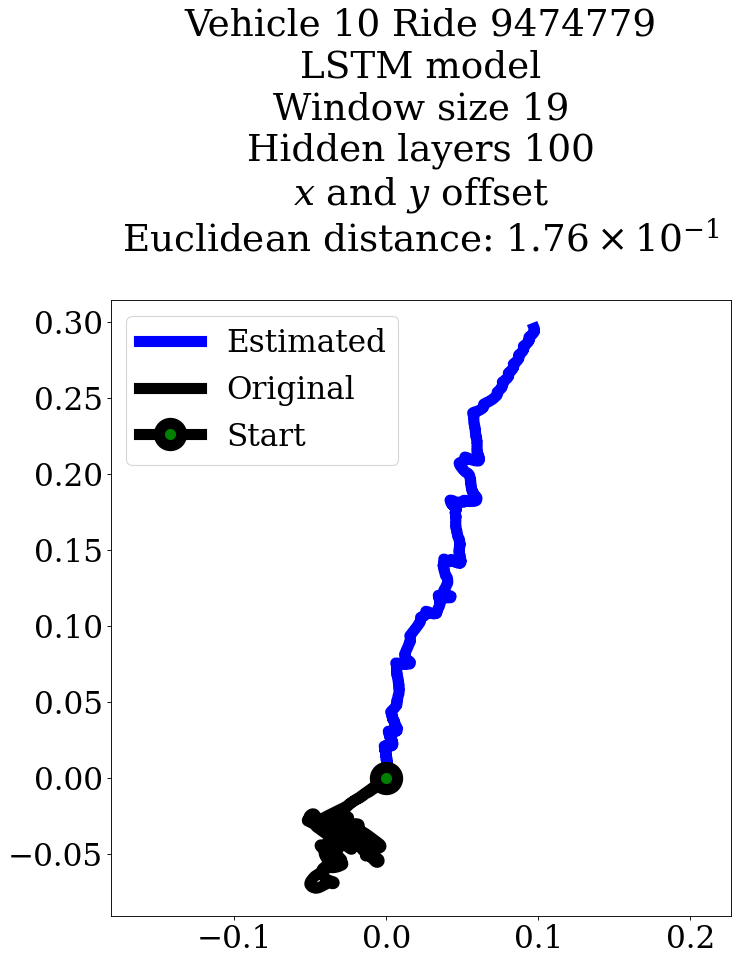 Vehicle 10 Ride 9474779
LSTM model
Window size 19
Hidden layers 100
x and y offset
Euclidean distance: 1.76 × 10⁻¹
Estimated
Original
Start
0.30
0.25
0.20
0.15
0.10
0.05
0.00
−0.05
−0.1 0.0 0.1 0.2